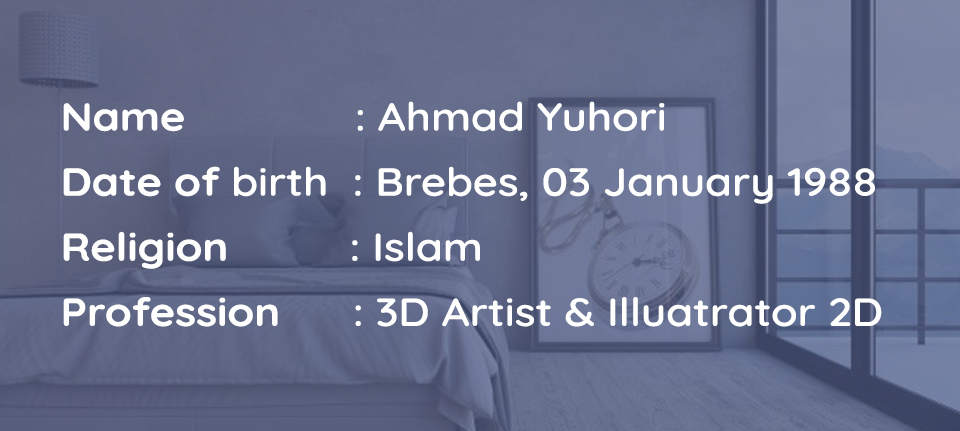 Name : Ahmad Yuhori
Date of birth : Brebes, 03 January 1988
Religion : Islam
Profession : 3D Artist & Illuatrator 2D